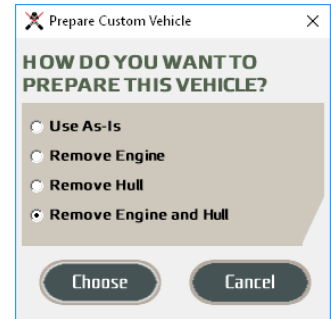 Prepare Custom Vehicle
HOW DO YOU WANT TO
PREPARE THIS VEHICLE?
Use As-Is
Remove Engine
Remove Hull
Remove Engine and Hull
Choose
Cancel